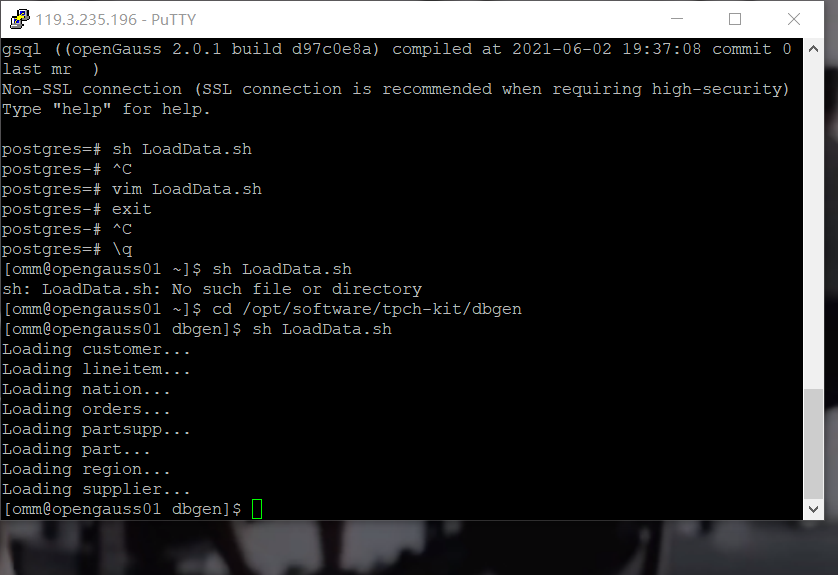 119.3.235.196 - PuTTY
gsql ((openGauss 2.0.1 build d97c0e8a) compiled at 2021-06-02 19:37:08 commit 0
last mr  )
Non-SSL connection (SSL connection is recommended when requiring high-security)
Type "help" for help.

postgres=# sh LoadData.sh
postgres-# ^C
postgres=# vim LoadData.sh
postgres-# exit
postgres-# ^C
postgres=# \q
[omm@opengauss01 ~]$ sh LoadData.sh
sh: LoadData.sh: No such file or directory
[omm@opengauss01 ~]$ cd /opt/software/tpch-kit/dbgen
[omm@opengauss01 dbgen]$ sh LoadData.sh
Loading customer...
Loading lineitem...
Loading nation...
Loading orders...
Loading partsupp...
Loading part...
Loading region...
Loading supplier...
[omm@opengauss01 dbgen]$